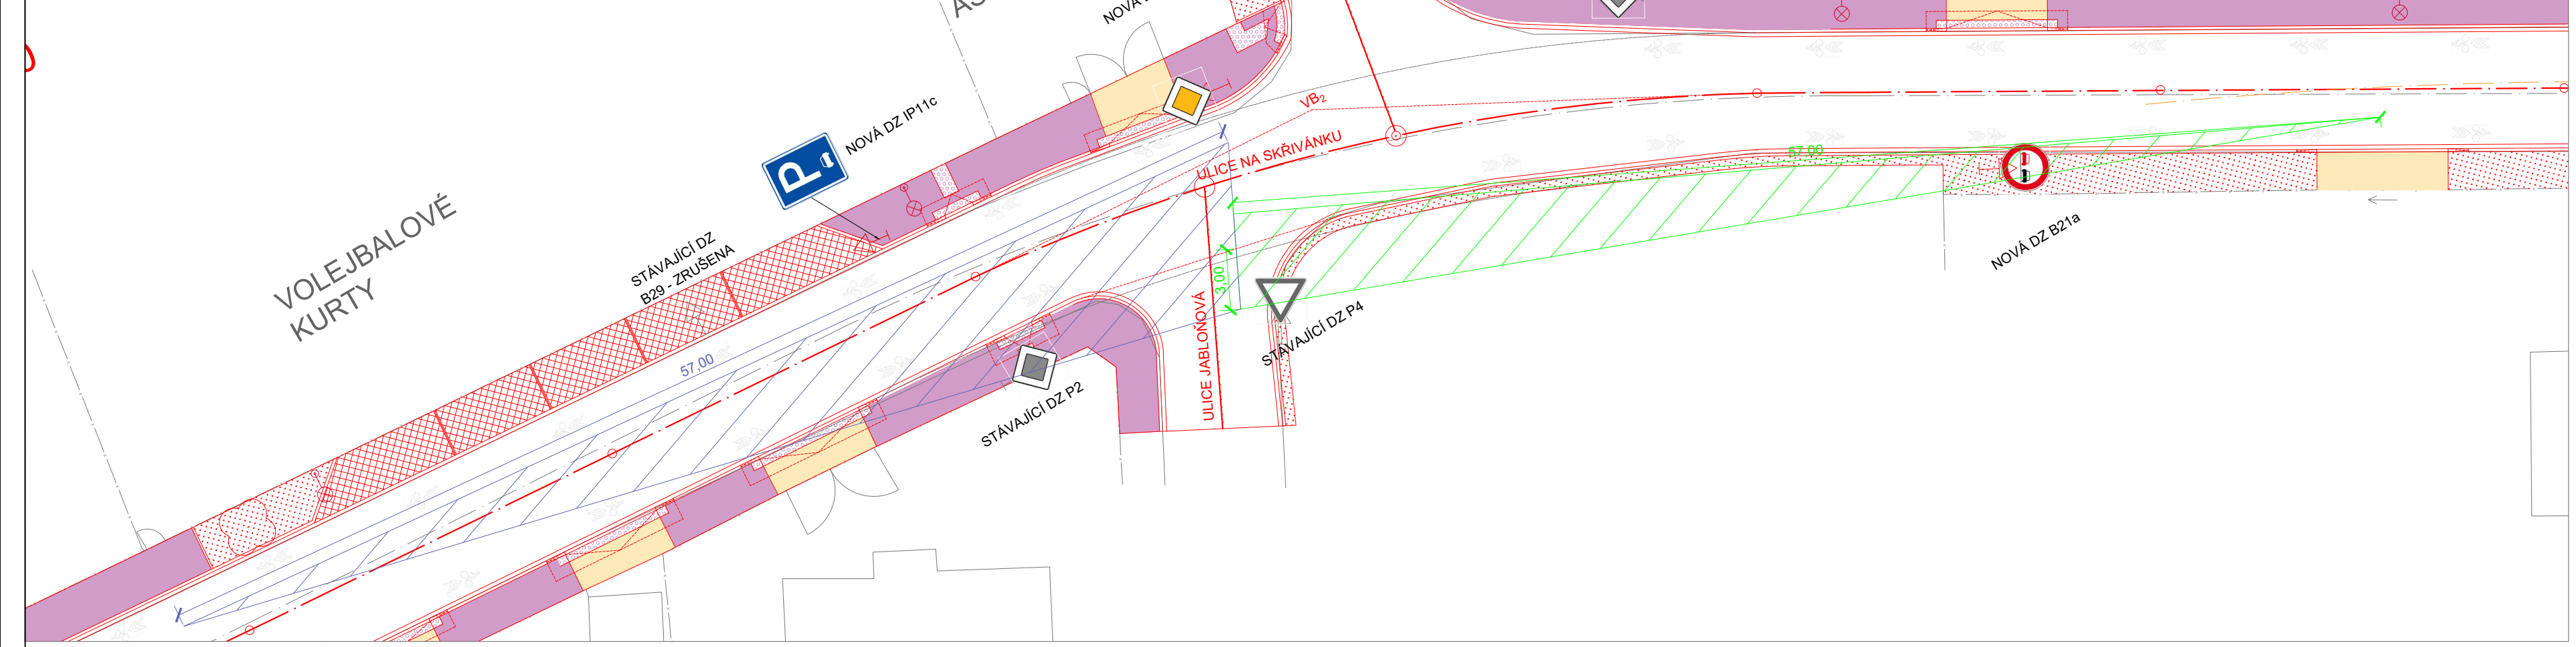 NOVÁ
NOVÁ DZ IP11c
P
VB2
ULICE NA SKŘIVÁNKU
57,00
VOLEJBALOVÉ
KURTY
STÁVAJÍCÍ DZ
B29 - ZRUŠENA
NOVÁ DZ B21a
3,00
ULICE JABLOŇOVÁ
STÁVAJÍCÍ DZ P4
57,00
STÁVAJÍCÍ DZ P2